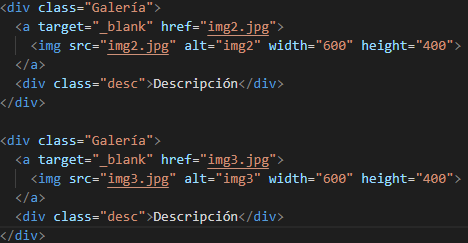 <div class="Galería">
<a target="_blank" href="img2.jpg">
<img src="img2.jpg" alt="img2" width="600" height="400">
</a>
<div class="desc">Descripción</div>
</div>
<div class="Galería">
<a target="_blank" href="img3.jpg">
<img src="img3.jpg" alt="img3" width="600" height="400">
</a>
<div class="desc">Descripción</div>
</div>